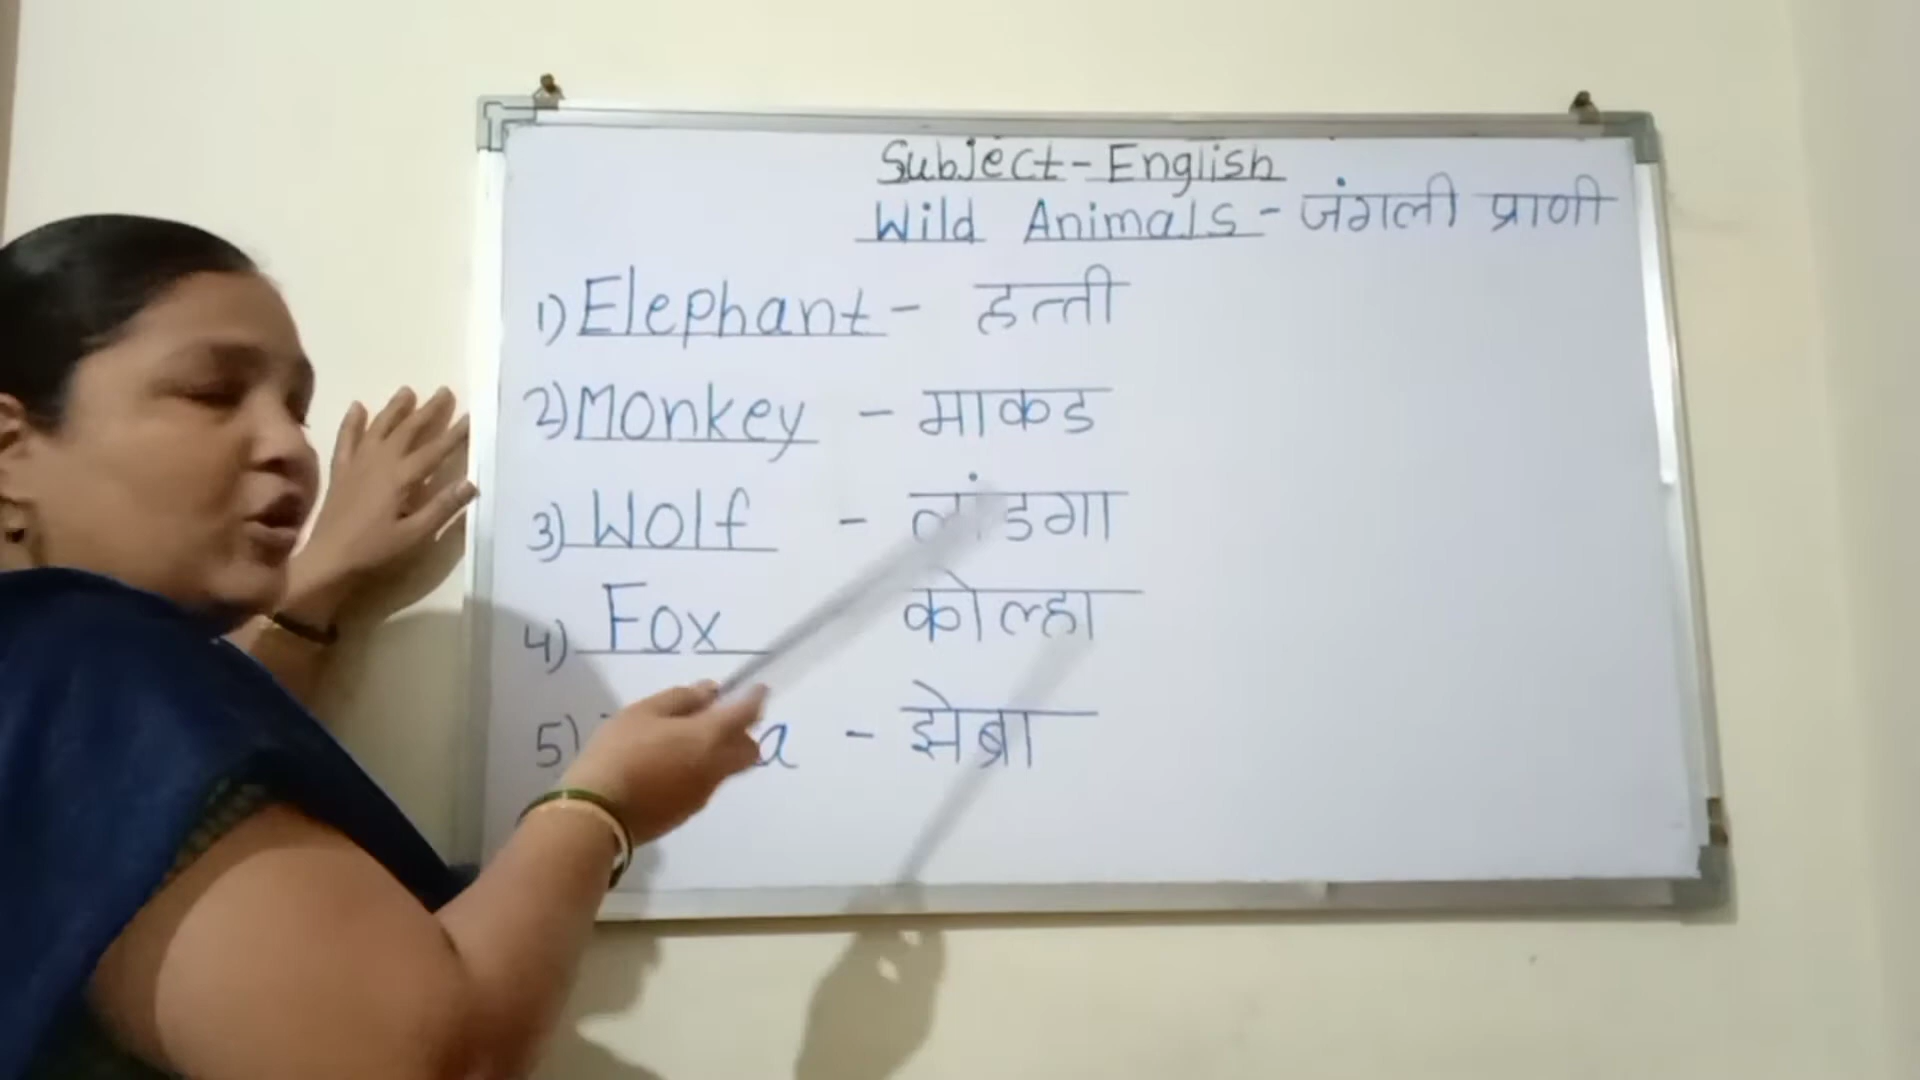 Subject-English
Wild Animals - जंगली प्राणी
1) Elephant - हत्ती
2) Monkey - माकड
3) Wolf - लांडगा
4) Fox कोल्हा
5) - झेब्रा